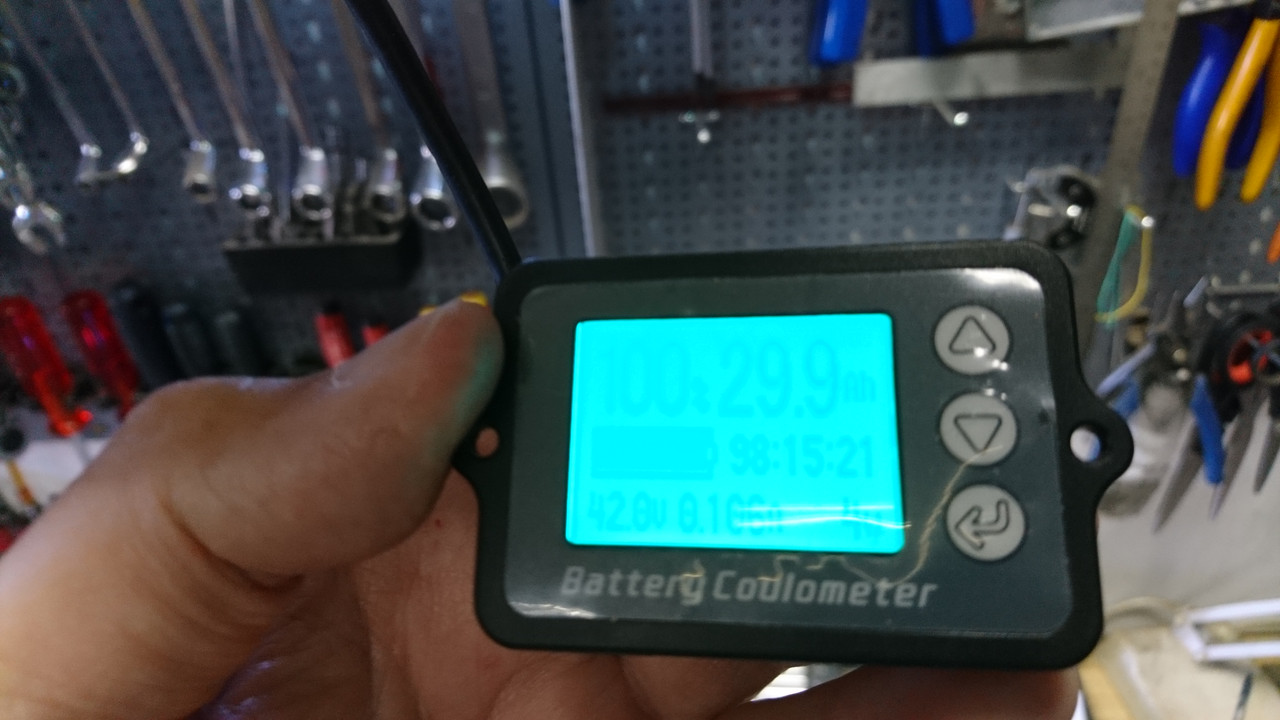 100% 29.9Ah
98:15:21
42.0V
Battery Coulometer